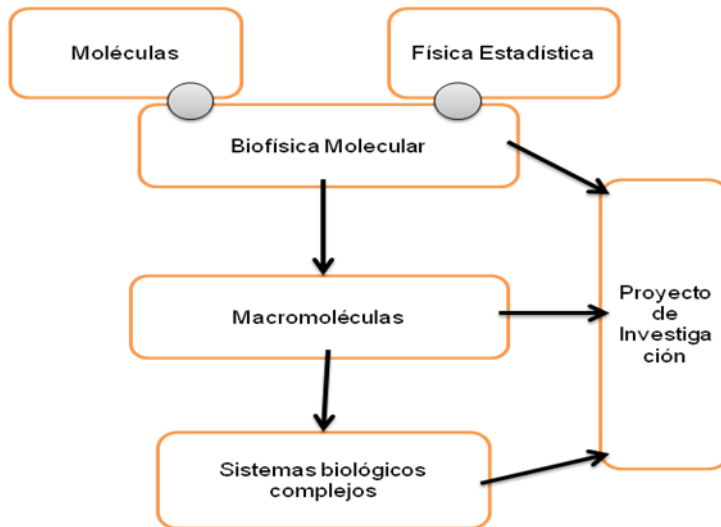 Moléculas
Física Estadística
Biofísica Molecular
Macromoléculas
Proyecto
de
Investiga
ción
Sistemas biológicos
complejos